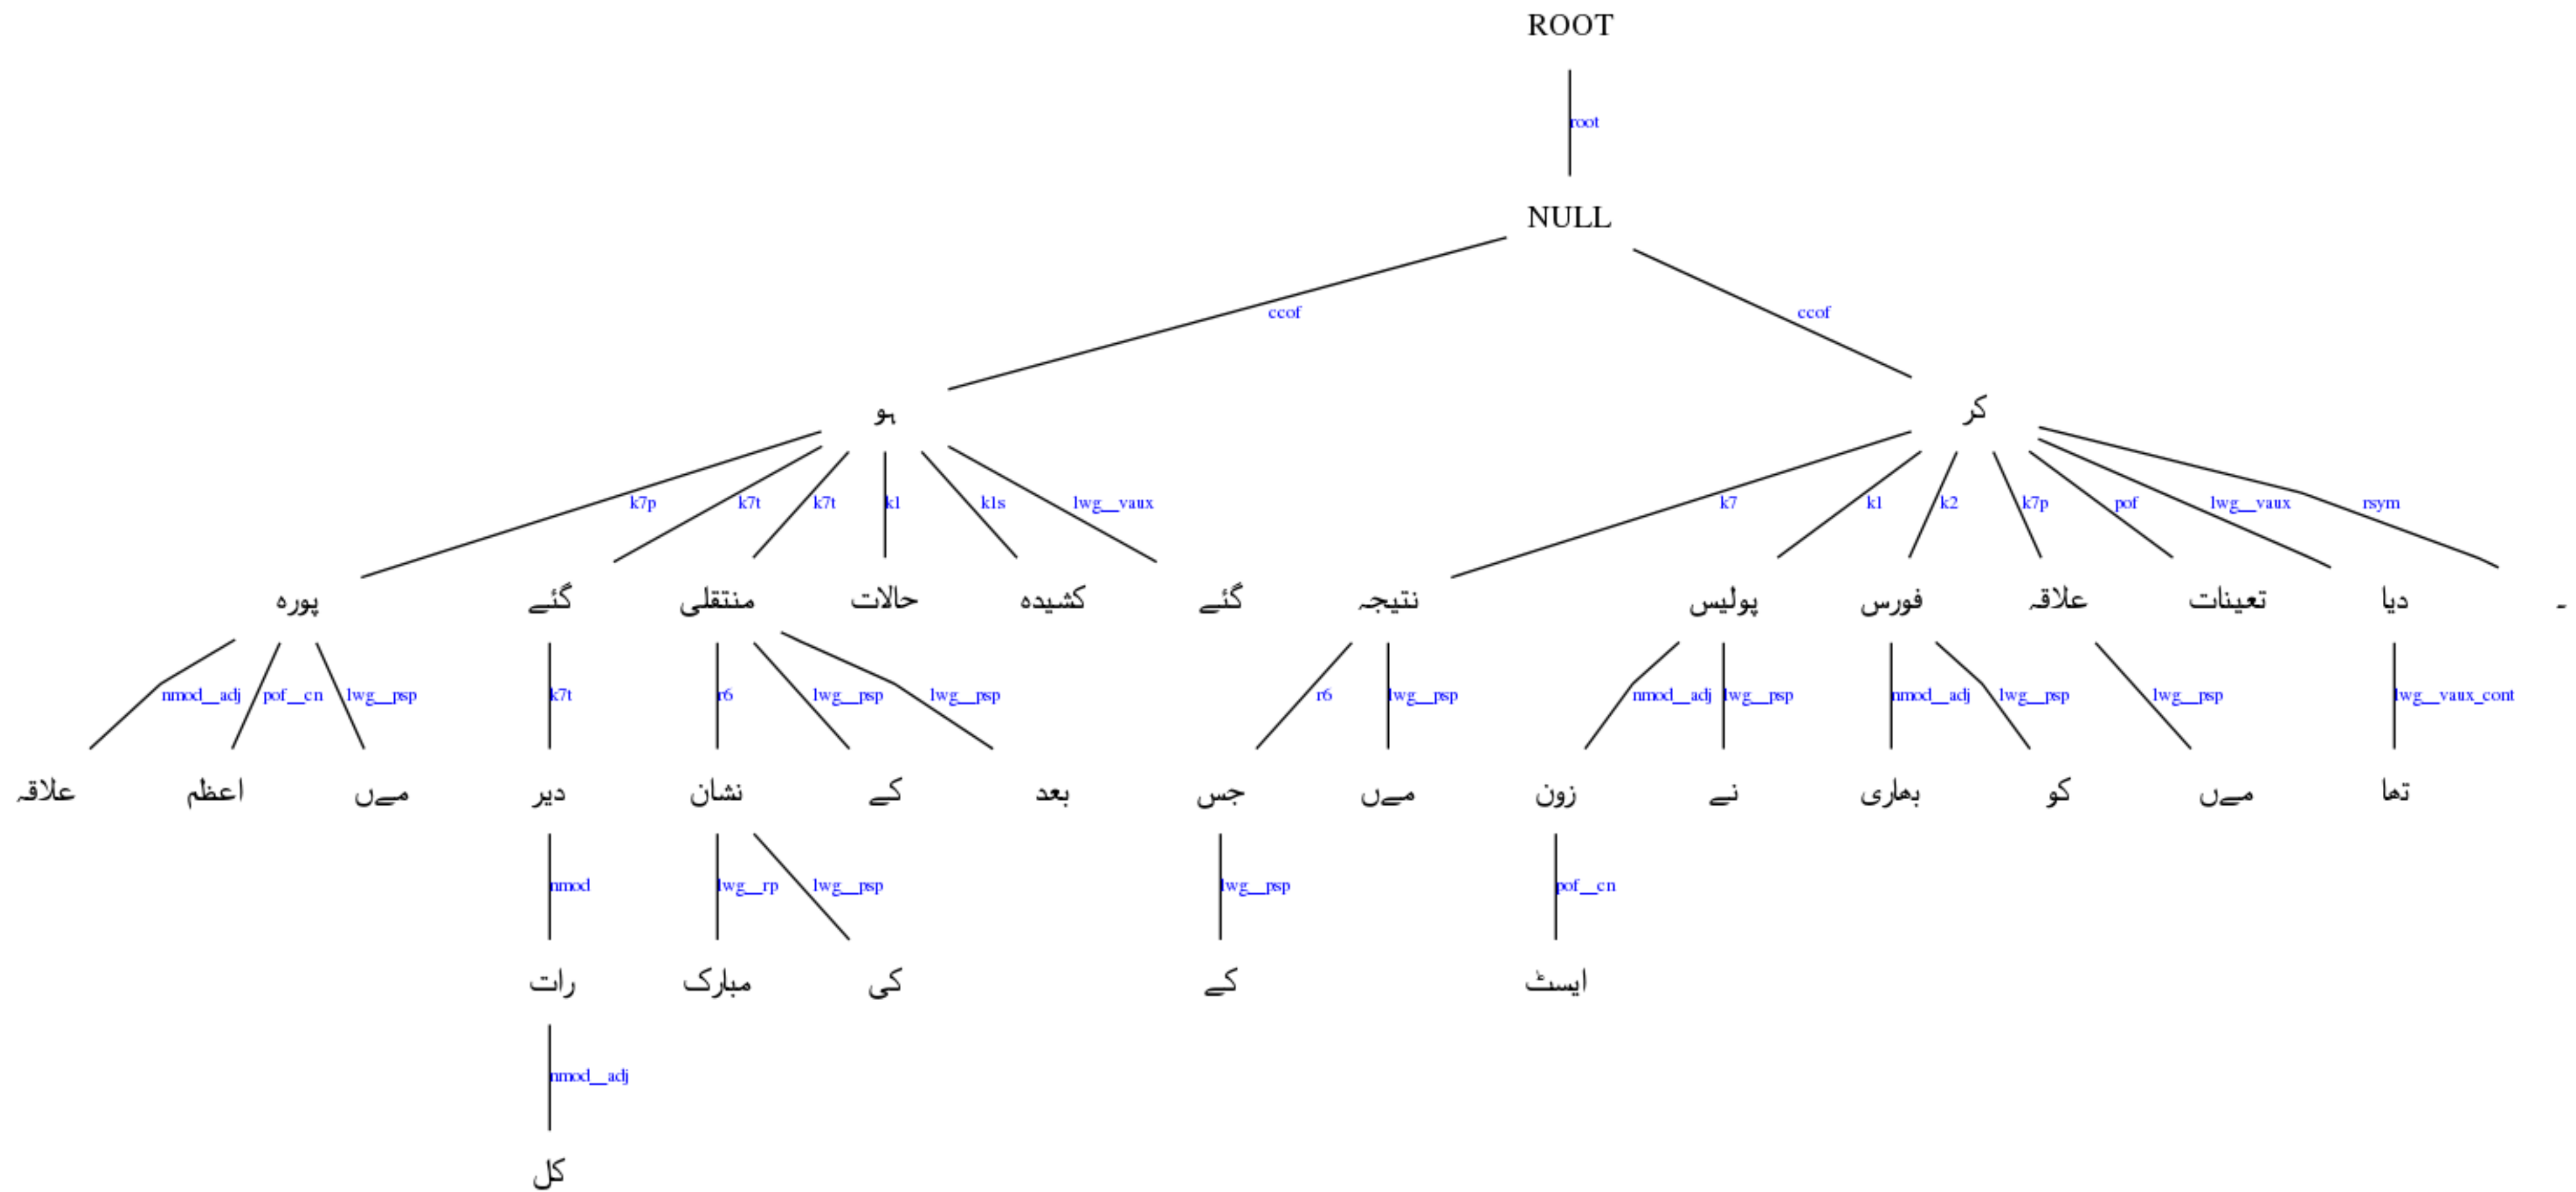 ROOT
root
NULL
ccof ccof
ہو کر
k7p k7t k7t k1 k1s lwg__vaux k7 k1 k2 k7p pof lwg__vaux rsym
پورہ گئے منتقلی حالات کشیدہ گئے نتیجہ پولیس فورس علاقہ تعینات دیا ۔
nmod__adj pof__cn lwg__psp k7t r6 lwg__psp lwg__psp r6 lwg__psp nmod__adj lwg__psp nmod__adj lwg__psp lwg__psp lwg__vaux_cont
علاقہ اعظم مےں دیر نشان کے بعد جس مےں زون نے بھاری کو مےں تھا
nmod lwg__rp lwg__psp lwg__psp pof__cn
رات مبارک کی کے ایسٹ
nmod__adj
کل